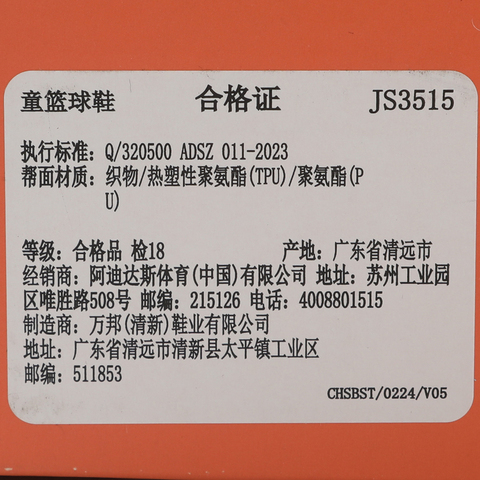 童篮球鞋 合格证 JS3515
执行标准：Q/320500 ADSZ 011-2023
帮面材质：织物/热塑性聚氨酯(TPU)/聚氨酯(P
U)
等级：合格品 检18 产地：广东省清远市
经销商：阿迪达斯体育(中国)有限公司 地址：苏州工业园
区唯胜路508号 邮编：215126 电话：4008801515
制造商：万邦(清新)鞋业有限公司
地址：广东省清远市清新县太平镇工业区
邮编：511853
CHSBST/0224/V05